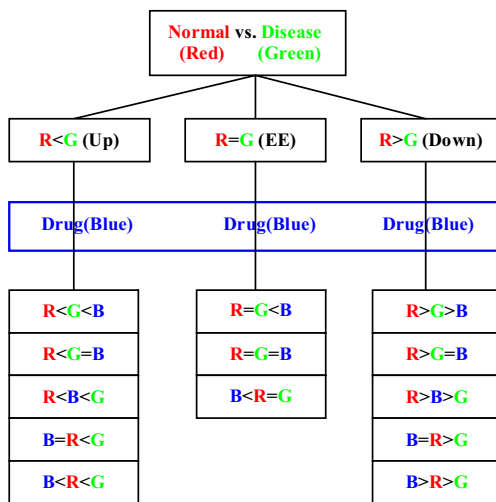 Normal vs. Disease
(Red) (Green)
R<G (Up)
R=G (EE)
R>G (Down)
Drug(Blue)
Drug(Blue)
Drug(Blue)
R<G<B
R<G=B
R<B<G
B=R<G
B<R<G
R=G<B
R=G=B
B<R=G
R>G>B
R>G=B
R>B>G
B=R>G
B>R>G